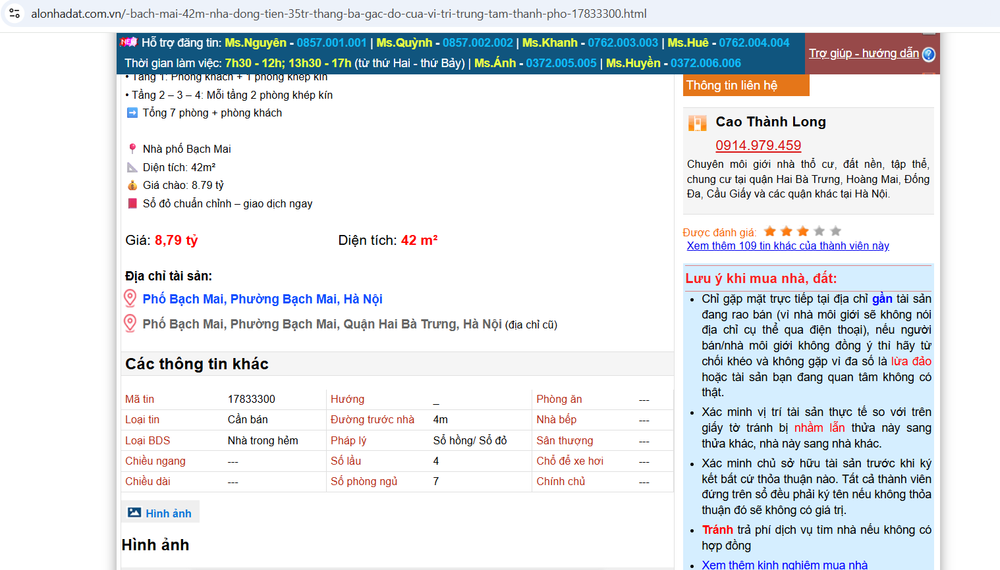 alonhadat.com.vn/-bach-mai-42m-nha-dong-tien-35tr-thang-ba-gac-do-cua-vi-tri-trung-tam-thanh-pho-17833300.html
Hỗ trợ đăng tin: Ms.Nguyên - 0857.001.001 | Ms.Quỳnh - 0857.002.002 | Ms.Khanh - 0762.003.003 | Ms.Huê - 0762.004.004
Thời gian làm việc: 7h30 - 12h; 13h30 - 17h (từ thứ Hai - thứ Bảy) | Ms.Ánh - 0372.005.005 | Ms.Huyền - 0372.006.006
Trợ giúp - hướng dẫn
• Tầng 1: Phòng khách + 1 phòng khép kín
• Tầng 2 – 3 – 4: Mỗi tầng 2 phòng khép kín
➡️ Tổng 7 phòng + phòng khách
📍 Nhà phố Bạch Mai
📐 Diện tích: 42m²
💰 Giá chào: 8.79 tỷ
📕 Sổ đỏ chuẩn chỉnh – giao dịch ngay
Giá: 8,79 tỷ
Diện tích: 42 m²
Địa chỉ tài sản:
Phố Bạch Mai, Phường Bạch Mai, Hà Nội
Phố Bạch Mai, Phường Bạch Mai, Quận Hai Bà Trưng, Hà Nội (địa chỉ cũ)
Các thông tin khác
Mã tin 17833300 Hướng _ Phòng ăn ---
Loại tin Cần bán Đường trước nhà 4m Nhà bếp ---
Loại BDS Nhà trong hẻm Pháp lý Sổ hồng/ Sổ đỏ Sân thượng ---
Chiều ngang --- Số lầu 4 Chổ để xe hơi ---
Chiều dài --- Số phòng ngủ 7 Chính chủ ---
Hình ảnh
Hình ảnh
Thông tin liên hệ
Cao Thành Long
0914.979.459
Chuyên môi giới nhà thổ cư, đất nền, tập thể,
chung cư tại quận Hai Bà Trưng, Hoàng Mai, Đống
Đa, Cầu Giấy và các quận khác tại Hà Nội.
Được đánh giá:
Xem thêm 109 tin khác của thành viên này
Lưu ý khi mua nhà, đất:
• Chỉ gặp mặt trực tiếp tại địa chỉ gần tài sản
đang rao bán (vì nhà môi giới sẽ không nói
địa chỉ cụ thể qua điện thoại), nếu người
bán/nhà môi giới không đồng ý thì hãy từ
chối khéo và không gặp vì đa số là lừa đảo
hoặc tài sản bạn đang quan tâm không có
thật.
• Xác minh vị trí tài sản thực tế so với trên
giấy tờ tránh bị nhầm lẫn thửa này sang
thửa khác, nhà này sang nhà khác.
• Xác minh chủ sở hữu tài sản trước khi ký
kết bất cứ thỏa thuận nào. Tất cả thành viên
đứng trên sổ đều phải ký tên nếu không thỏa
thuận đó sẽ không có giá trị.
• Tránh trả phí dịch vụ tìm nhà nếu không có
hợp đồng
• Xem thêm kinh nghiệm mua nhà